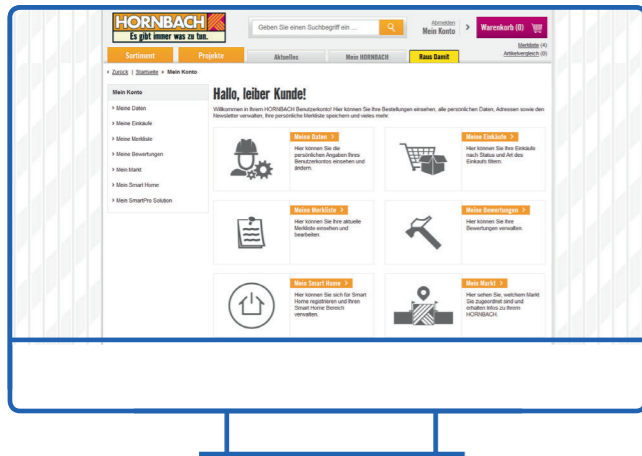 HORNBACH
Es gibt immer was zu tun.
Geben Sie einen Suchbegriff ein ...
Abmelden
Mein Konto
Warenkorb (0)
Merkliste (4)
Artikelvergleich (0)
Sortiment
Projekte
Aktuelles
Mein HORNBACH
Raus Damit
Zurück | Startseite › Mein Konto
Mein Konto
› Meine Daten
› Meine Einkäufe
› Meine Merkliste
› Meine Bewertungen
› Mein Markt
› Mein Smart Home
› Mein SmartPro Solution
Hallo, leiber Kunde!
Willkommen in Ihrem HORNBACH Benutzerkonto! Hier können Sie Ihre Bestellungen einsehen, alle persönlichen Daten, Adressen sowie den
Newsletter verwalten, Ihre persönliche Merkliste speichern und vieles mehr.
Meine Daten >
Hier können Sie die
persönlichen Angaben Ihres
Benutzerkontos einsehen und
ändern.
Meine Einkäufe >
Hier können Sie Ihre Einkäufe
nach Status und Art des
Einkaufs filtern.
Meine Merkliste >
Hier können Sie Ihre aktuelle
Merkliste einsehen und
bearbeiten.
Meine Bewertungen >
Hier können Sie Ihre
Bewertungen verwalten.
Mein Smart Home >
Hier können Sie sich für Smart
Home registrieren und Ihren
Smart Home Bereich
verwalten.
Mein Markt >
Hier sehen Sie, welchem Markt
Sie zugeordnet sind und
erhalten Infos zu Ihrem
HORNBACH.